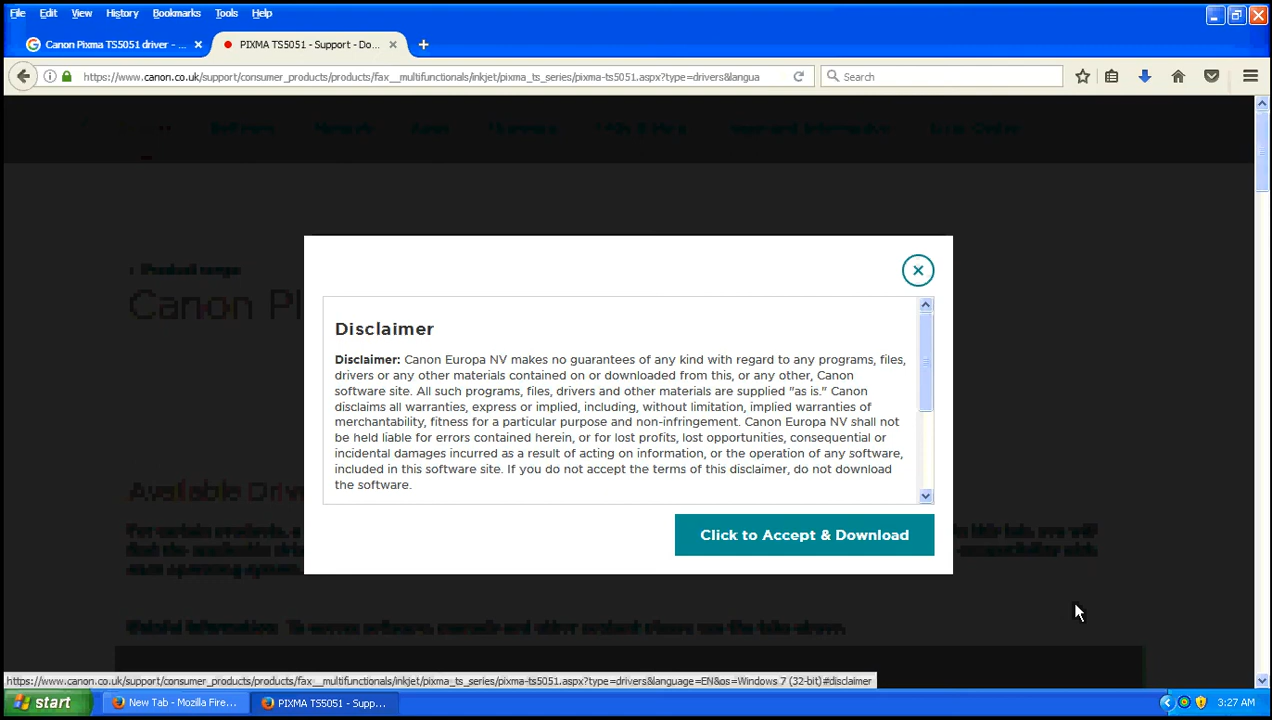 File Edit View History Bookmarks Tools Help
Canon Pixma TS5051 driver - ... PIXMA TS5051 - Support - Do...
https://www.canon.co.uk/support/consumer_products/products/fax__multifunctionals/inkjet/pixma_ts_series/pixma-ts5051.aspx?type=drivers&langua Search
Product range
Canon Pi
Disclaimer
Disclaimer: Canon Europa NV makes no guarantees of any kind with regard to any programs, files,
drivers or any other materials contained on or downloaded from this, or any other, Canon
software site. All such programs, files, drivers and other materials are supplied "as is." Canon
disclaims all warranties, express or implied, including, without limitation, implied warranties of
merchantability, fitness for a particular purpose and non-infringement. Canon Europa NV shall not
be held liable for errors contained herein, or for lost profits, lost opportunities, consequential or
incidental damages incurred as a result of acting on information, or the operation of any software,
included in this software site. If you do not accept the terms of this disclaimer, do not download
the software.
Available Driv
Click to Accept & Download
https://www.canon.co.uk/support/consumer_products/products/fax__multifunctionals/inkjet/pixma_ts_series/pixma-ts5051.aspx?type=drivers&language=EN&os=Windows 7 (32-bit)#disclaimer
start New Tab - Mozilla Fire... PIXMA TS5051 - Supp... 3:27 AM